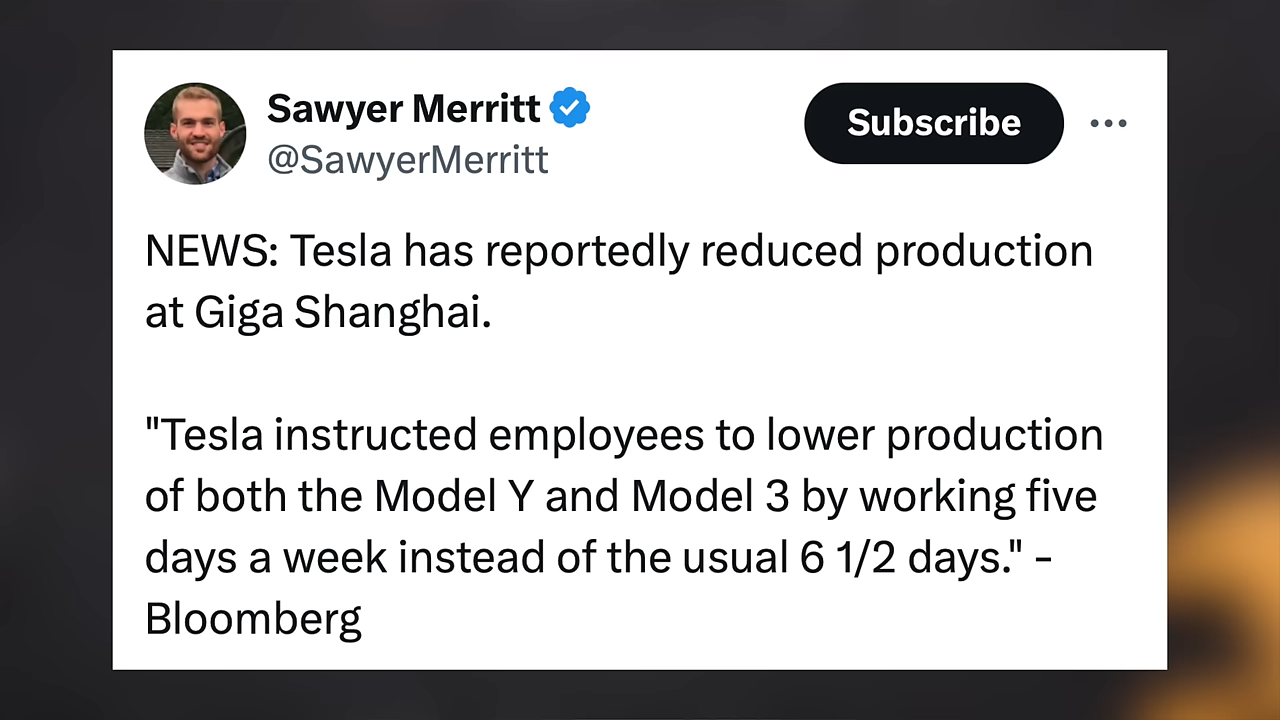 Sawyer Merritt
@SawyerMerritt
Subscribe
NEWS: Tesla has reportedly reduced production
at Giga Shanghai.
"Tesla instructed employees to lower production
of both the Model Y and Model 3 by working five
days a week instead of the usual 6 1/2 days." -
Bloomberg